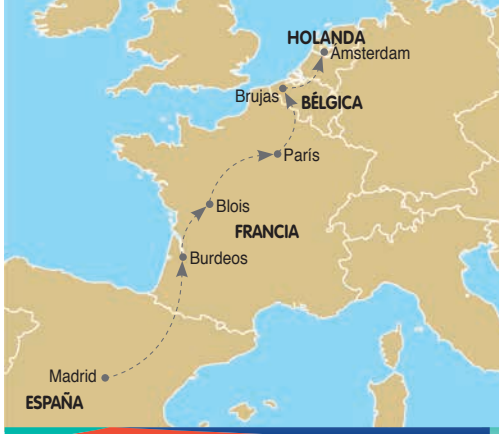 HOLANDA
Amsterdam
Brujas
BÉLGICA
París
Blois
FRANCIA
Burdeos
Madrid
ESPAÑA